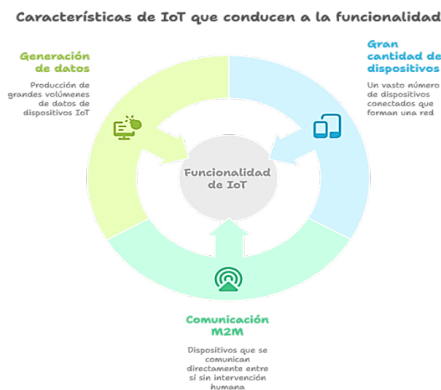 Características de IoT que conducen a la funcionalidad
Generación
de datos
Producción de
grandes volúmenes
de datos de
dispositivos IoT
Gran
cantidad de
dispositivos
Un vasto número
de dispositivos
conectados que
forman una red
Funcionalidad
de IoT
Comunicación
M2M
Dispositivos que se
comunican
directamente entre
sí sin intervención
humana